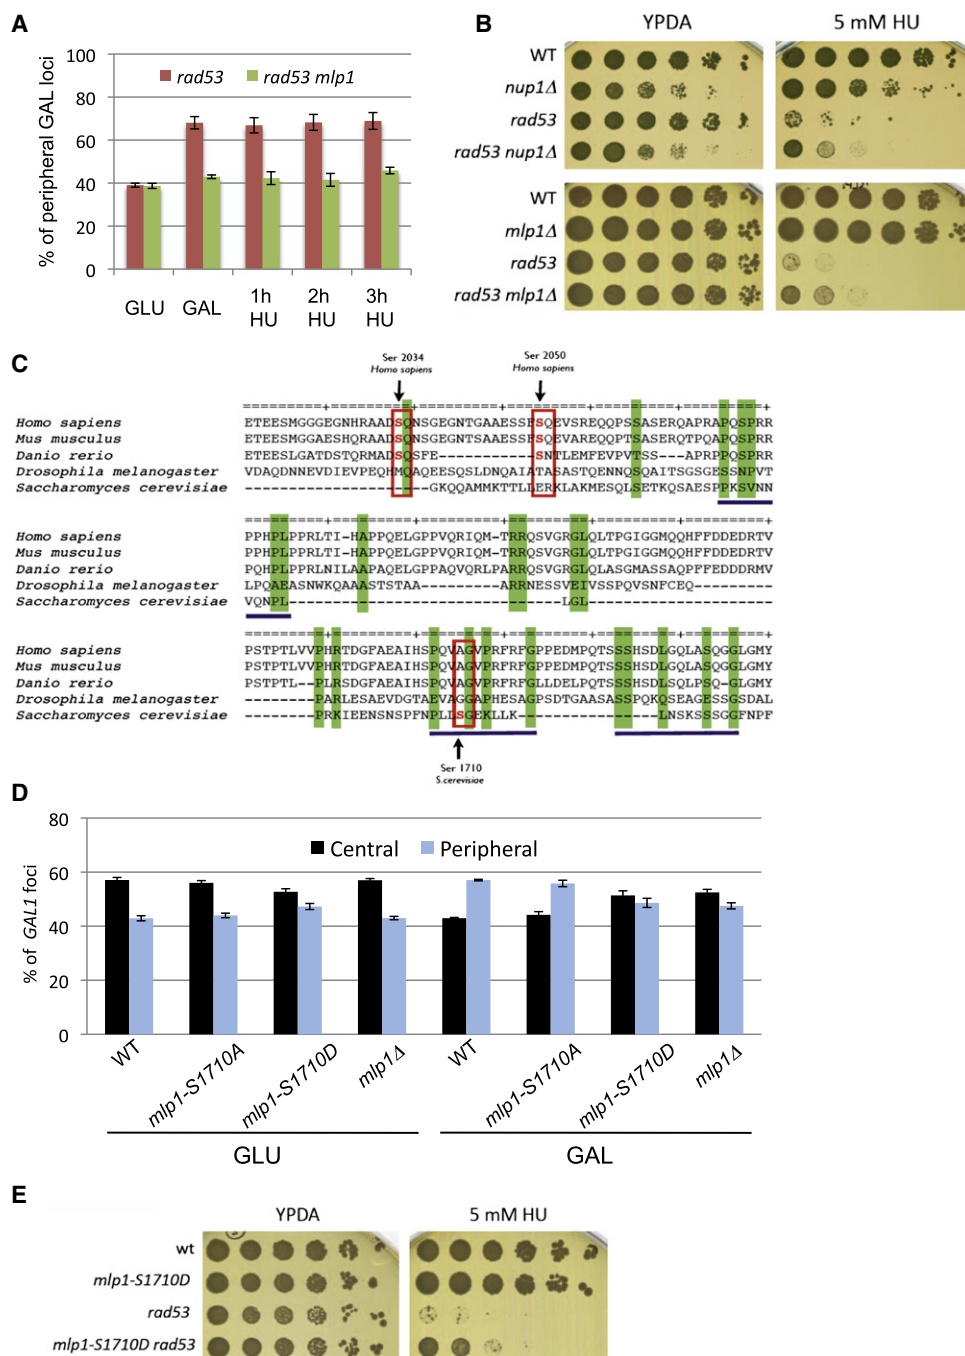 A
100
80
60
40
20
0
% of peripheral GAL loci
rad53
rad53 mlp1
GLU
GAL
1h HU
2h HU
3h HU
B
YPDA
5 mM HU
WT
nup1Δ
rad53
rad53 nup1Δ
WT
mlp1Δ
rad53
rad53 mlp1Δ
C
Ser 2034
Homo sapiens
Ser 2050
Homo sapiens
Homo sapiens ETEESMGGGEGNHRAADSQNSGEGNTGAAESSFSQEVSREQQPSSASERQAPRAPQSPRR
Mus musculus ETEESMGGAESHQRAADSQNSGEGNTSAAESSFSQEVAREQQPTSASERQTPQAPQSPRR
Danio rerio ETEESLGATDSTQRMADSQSFE---------SNTLEMFEVPVTSS---APRPPQSPRR
Drosophila melanogaster VDAQDNNEVDIEVPEQHMQAQEESQSLDNQAIATASASTQENNQSQAITSGSGESSNPVT
Saccharomyces cerevisiae ---------------------GKQQAMMKTTLLERKLAKMESQLSETKQSAESPPKSVNN
Homo sapiens PPHPLPPRLTI-HAPPQELGPPVQRIQM-TRRQSVGRGLQLTPGIGGMQQHFFDDEDRTV
Mus musculus PPHPLPPRLTI-HAPPQELGPPVQRIQM-TRRQSVGRGLQLTPGIGGMQQHFFDDEDRTV
Danio rerio PQHPLPPRLNILAAPAQELGPPAQVQRLPARRQSVGRGLQLASGMASSAQPFFEDDDRMV
Drosophila melanogaster LPQAEASNWKQAAASTSTAA---------ARRNESSVEIVSSPQVSNFCEQ---------
Saccharomyces cerevisiae VQNPL-------------------------------LGL---------------------
Homo sapiens PSTPTLVVPHRTDGFAEAIHSPQVAGVPRFRFGPPEDMPQTSSSHSDLGQLASQGGLGMY
Mus musculus PSTPTLVVPHRTDGFAEAIHSPQVAGVPRFRFGPPEDMPQTSSSHSDLGQLASQGGLGMY
Danio rerio PSTPTL--PLRSDGFAEAIHSPQVAGVPRFRFGLLDELPQTSSSHSDLSQLPSQ-GLGMY
Drosophila melanogaster --------PARLESAEVDGTAEVAGGAPHESAGPSDTGAASASSPQKQSEAGESSGSDAL
Saccharomyces cerevisiae --------PRKIEENSNSPFNPLLSGEKLLK----------------LNSKSSSGGFNPF
Ser 1710
S.cerevisiae
D
80
60
40
20
0
% of GAL1 foci
Central
Peripheral
WT
mlp1-S1710A
mlp1-S1710D
mlp1Δ
WT
mlp1-S1710A
mlp1-S1710D
mlp1Δ
GLU
GAL
E
YPDA
5 mM HU
wt
mlp1-S1710D
rad53
mlp1-S1710D rad53